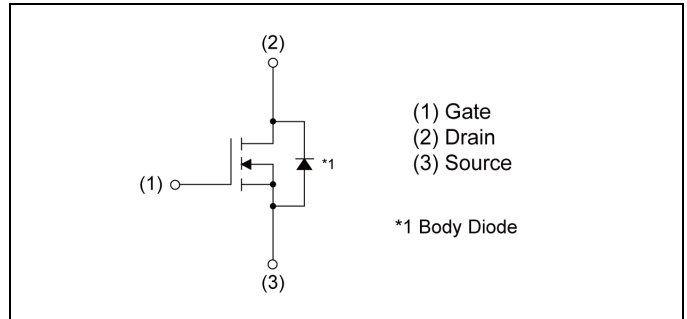 (2)
(1) Gate
(2) Drain
(3) Source
*1
(1)
*1 Body Diode
(3)